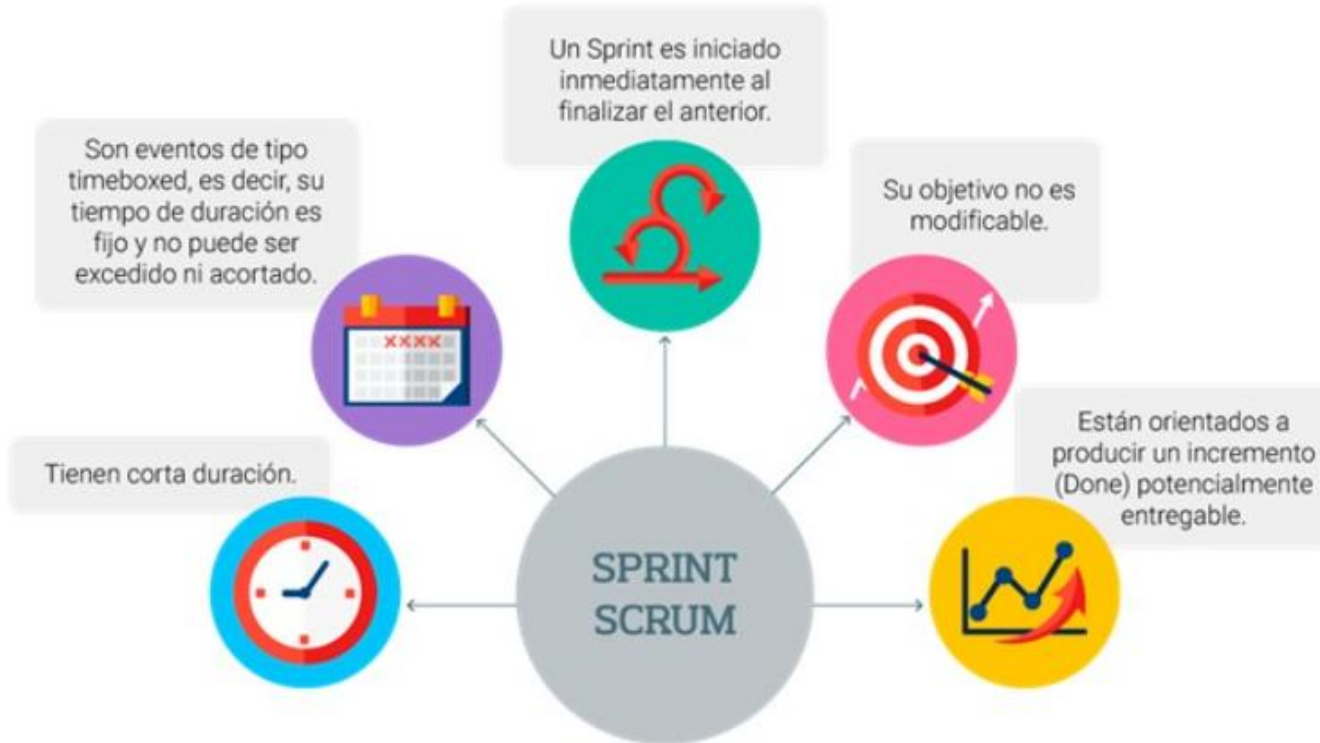 Un Sprint es iniciado
inmediatamente al
finalizar el anterior.
Son eventos de tipo
timeboxed, es decir, su
tiempo de duración es
fijo y no puede ser
excedido ni acortado.
Su objetivo no es
modificable.
Tienen corta duración.
Están orientados a
producir un incremento
(Done) potencialmente
entregable.
SPRINT
SCRUM